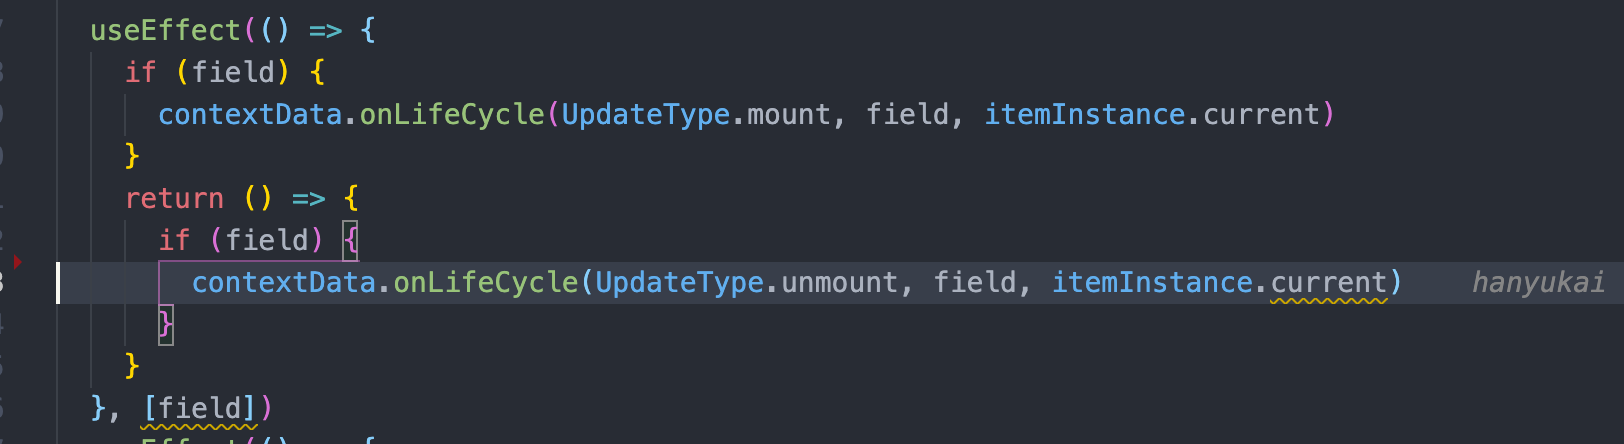 useEffect(() => {
if (field) {
contextData.onLifeCycle(UpdateType.mount, field, itemInstance.current)
}
return () => {
if (field) {
contextData.onLifeCycle(UpdateType.unmount, field, itemInstance.current) hanyukai
}
}
}, [field])